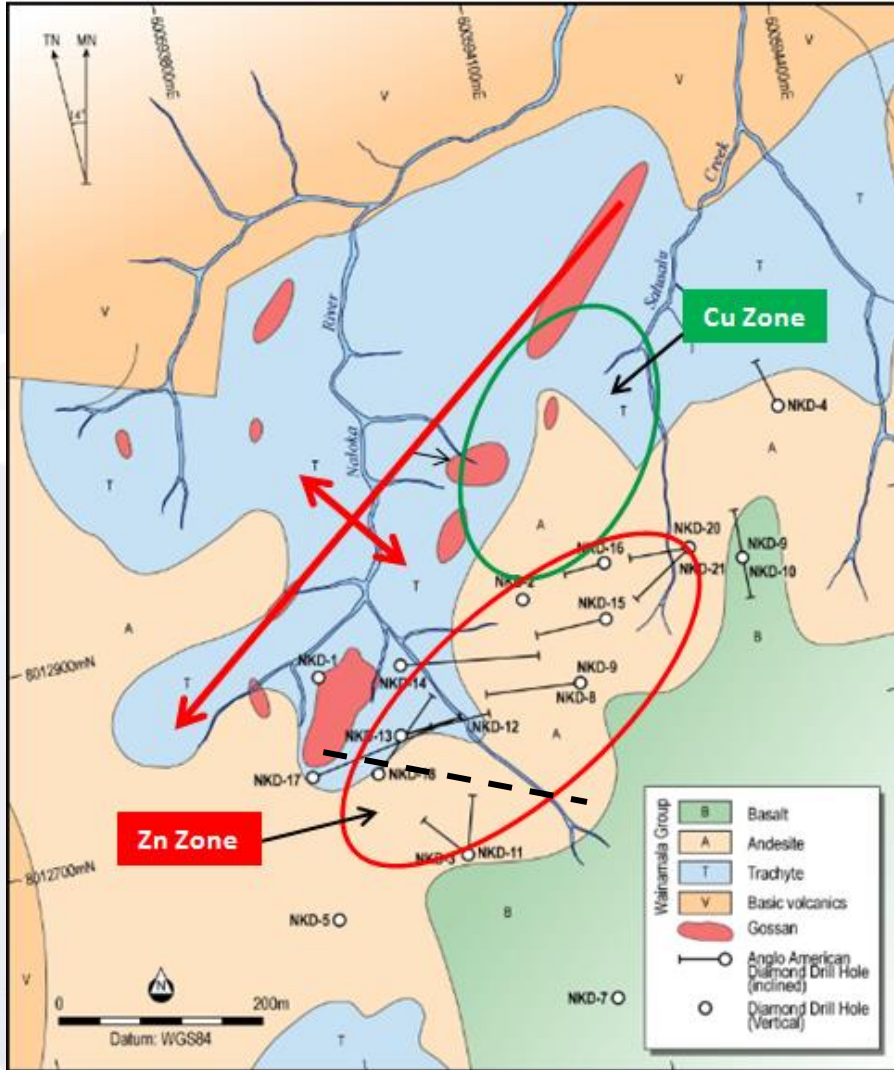 600593800mE
600594100mE
600594400mE
TN MN
14°
V
V
V
V
V
V
Naloka
River
Creek
Cu Zone
T
T
T
T
T
T
T
T
T
NKD-4
A
A
A
A
A
NKD-20
NKD-16
NKD-21
NKD-9
NKD-10
NKD-2
NKD-15
B
8012900mN
NKD-1
NKD-14
NKD-9
NKD-8
NKD-13
NKD-12
NKD-17
NKD-18
Zn Zone
NKD-3
NKD-11
8012700mN
NKD-5
B
NKD-7
N
0 200m
Datum: WGS84
Wainamala Group
B Basalt
A Andesite
T Trachyte
V Basic volcanics
Gossan
Anglo American
Diamond Drill Hole
(inclined)
Diamond Drill Hole
(Vertical)